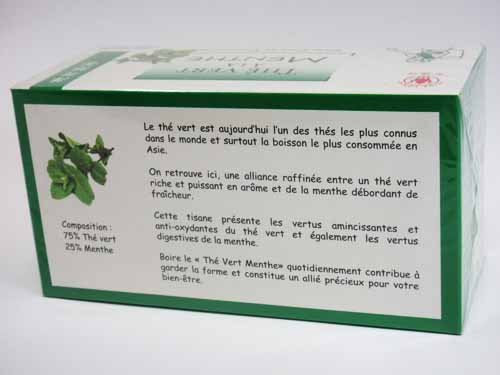 THÉ VERT
À LA
MENTHE
Le thé vert est aujourd'hui l'un des thés les plus connus
dans le monde et surtout la boisson le plus consommée en
Asie.
On retrouve ici, une alliance raffinée entre un thé vert
riche et puissant en arôme et de la menthe débordant de
fraîcheur.
Cette tisane présente les vertus amincissantes et
anti-oxydantes du thé vert et également les vertus
digestives de la menthe.
Boire le « Thé Vert Menthe» quotidiennement contribue à
garder la forme et constitue un allié précieux pour votre
bien-être.
Composition :
75% Thé vert
25% Menthe